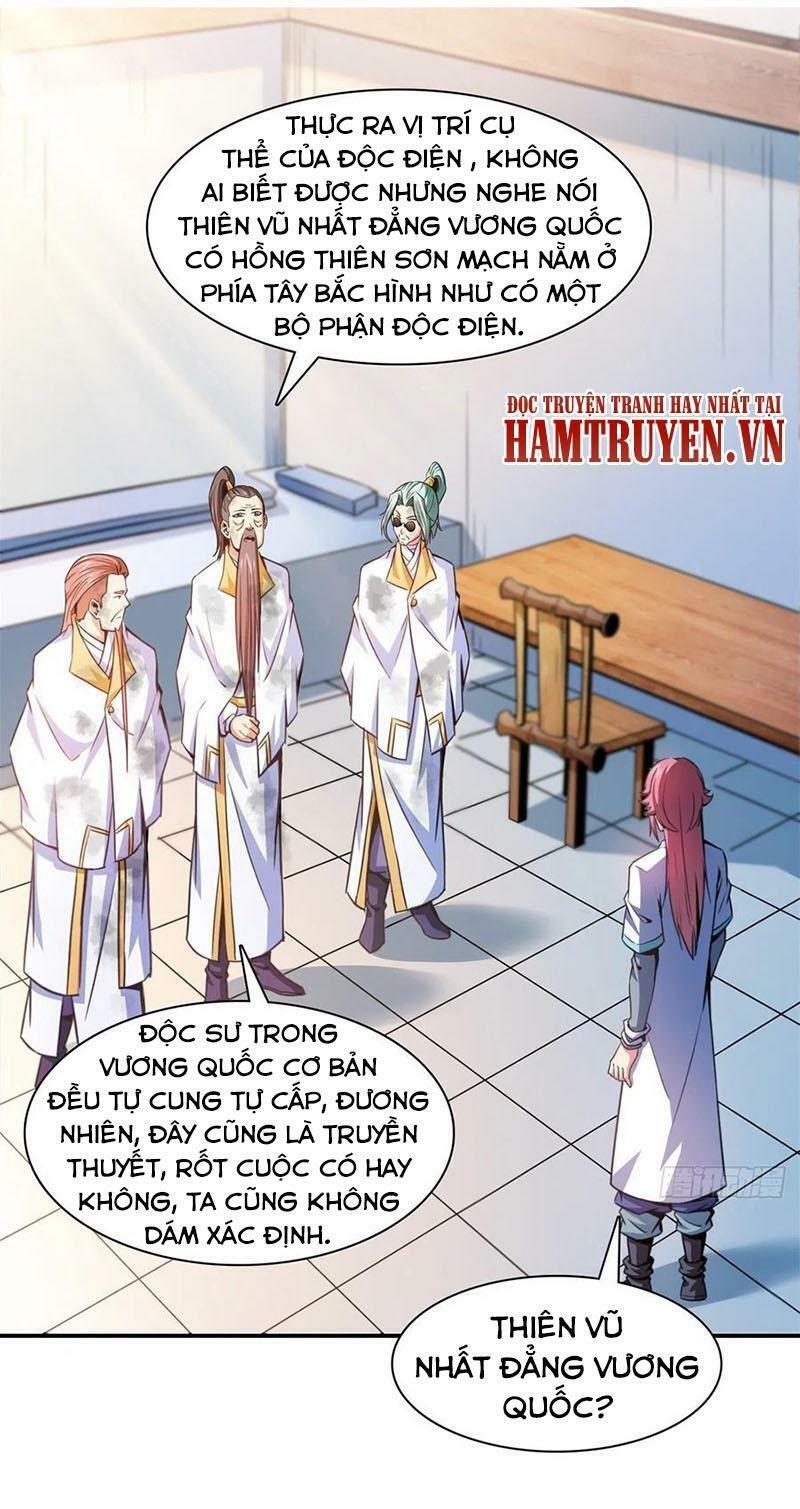 THỰC RA VỊ TRÍ CỤ
THỂ CỦA ĐỘC ĐIỆN , KHÔNG
AI BIẾT ĐƯỢC NHƯNG NGHE NÓI
THIÊN VŨ NHẤT ĐẲNG VƯƠNG QUỐC
CÓ HỒNG THIÊN SƠN MẠCH NẰM Ở
PHÍA TÂY BẮC HÌNH NHƯ CÓ MỘT
BỘ PHẬN ĐỘC ĐIỆN.
ĐỌC TRUYỆN TRANH HAY NHẤT TẠI
HAMTRUYEN.VN
ĐỘC SƯ TRONG
VƯƠNG QUỐC CƠ BẢN
ĐỀU TỰ CUNG TỰ CẤP, ĐƯƠNG
NHIÊN, ĐÂY CŨNG LÀ TRUYỀN
THUYẾT, RỐT CUỘC CÓ HAY
KHÔNG, TA CŨNG KHÔNG
DÁM XÁC ĐỊNH.
腾讯动漫
THIÊN VŨ
NHẤT ĐẲNG VƯƠNG
QUỐC?